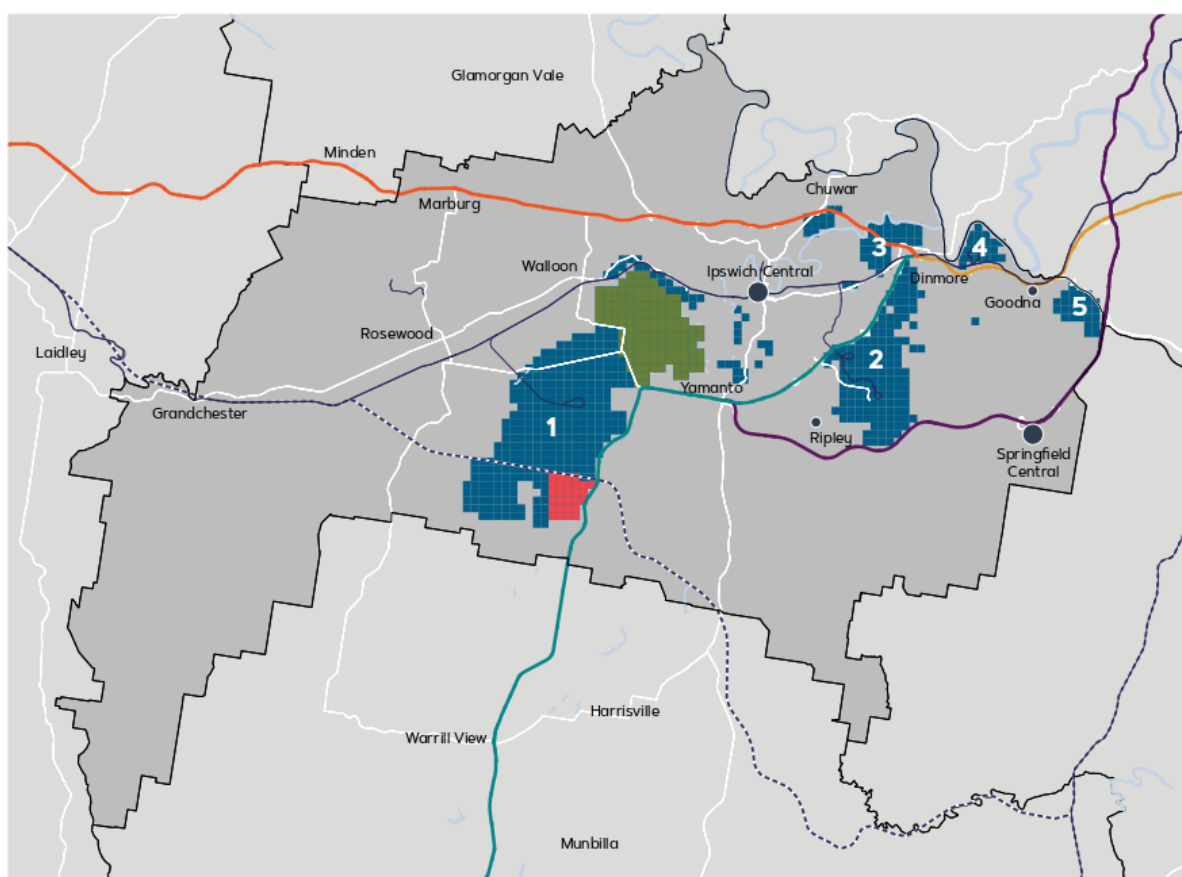 Glamorgan Vale
Minden
Chuwar
Marburg
3
4
Walloon
Ipswich Central
Dinmore
Goodna
5
Rosewood
Laidley
2
Yamanto
Grandchester
1
Ripley
Springfield
Central
Harrisville
Warrill View
Munbilla